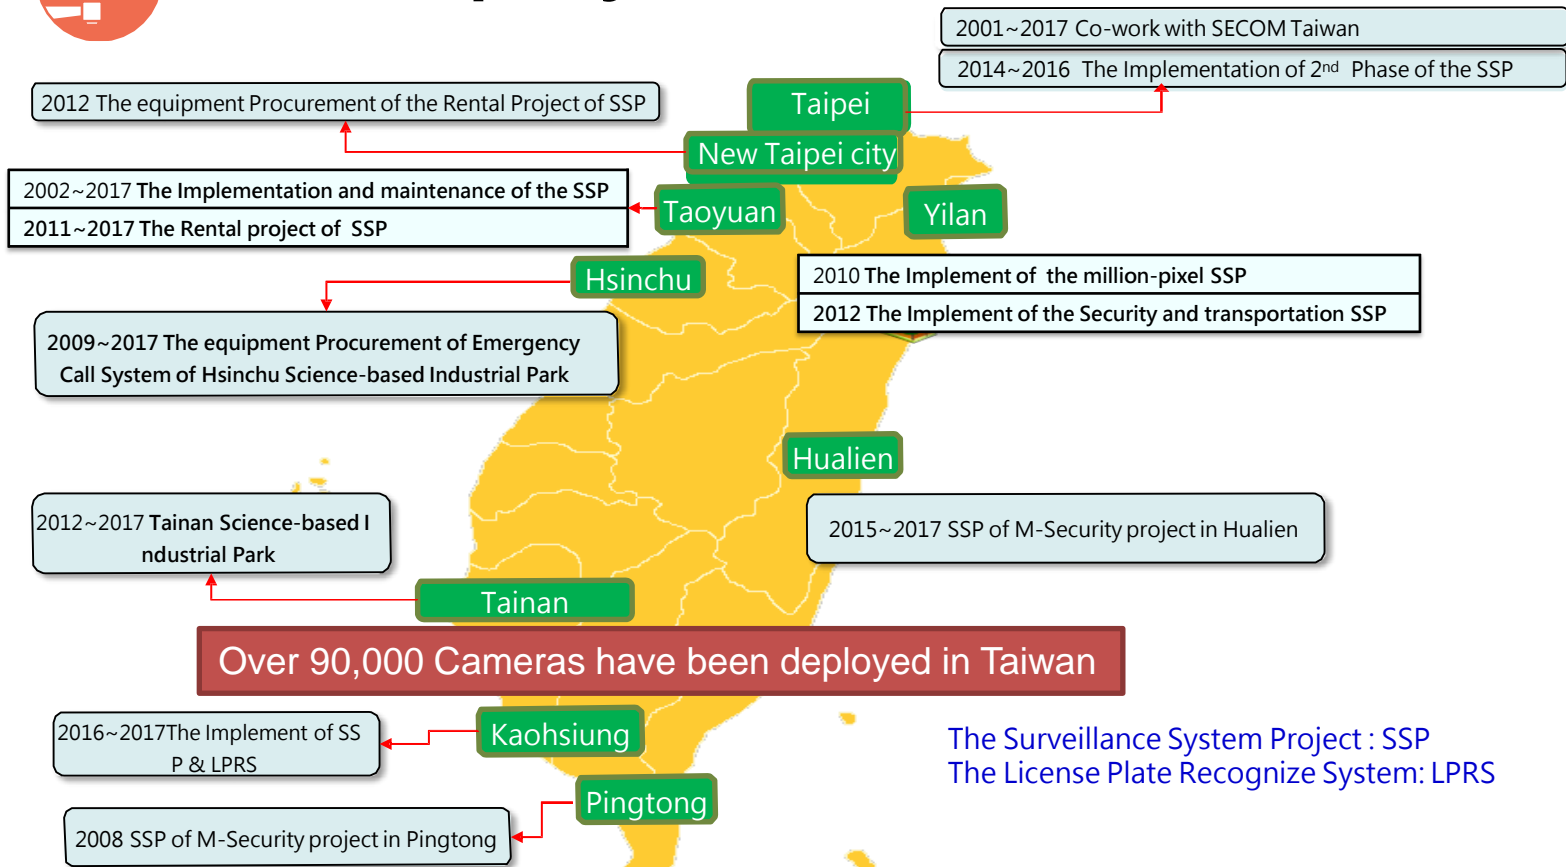 2001~2017 Co-work with SECOM Taiwan
2014~2016 The Implementation of 2nd Phase of the SSP
2012 The equipment Procurement of the Rental Project of SSP
Taipei
New Taipei city
2002~2017 The Implementation and maintenance of the SSP
2011~2017 The Rental project of SSP
Taoyuan
Yilan
Hsinchu
2010 The Implement of the million-pixel SSP
2012 The Implement of the Security and transportation SSP
2009~2017 The equipment Procurement of Emergency
Call System of Hsinchu Science-based Industrial Park
Hualien
2012~2017 Tainan Science-based I
ndustrial Park
2015~2017 SSP of M-Security project in Hualien
Tainan
Over 90,000 Cameras have been deployed in Taiwan
2016~2017The Implement of SS
P & LPRS
Kaohsiung
The Surveillance System Project : SSP
The License Plate Recognize System: LPRS
Pingtong
2008 SSP of M-Security project in Pingtong